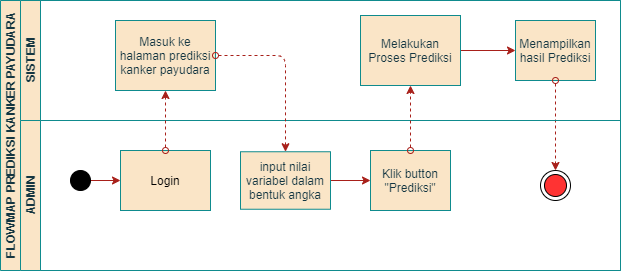 FLOWMAP PREDIKSI KANKER PAYUDARA
SISTEM
Masuk ke
halaman prediksi
kanker payudara
Melakukan
Proses Prediksi
Menampilkan
hasil Prediksi
ADMIN
Login
input nilai
variabel dalam
bentuk angka
Klik button
"Prediksi"